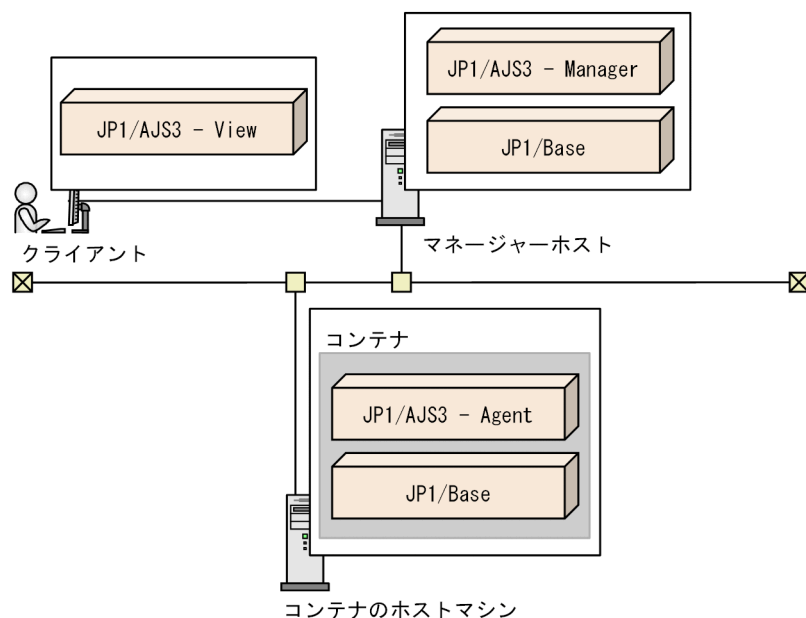 JP1/AJS3 - View
JP1/AJS3 - Manager
JP1/Base
クライアント
マネージャーホスト
コンテナ
JP1/AJS3 - Agent
JP1/Base
コンテナのホストマシン